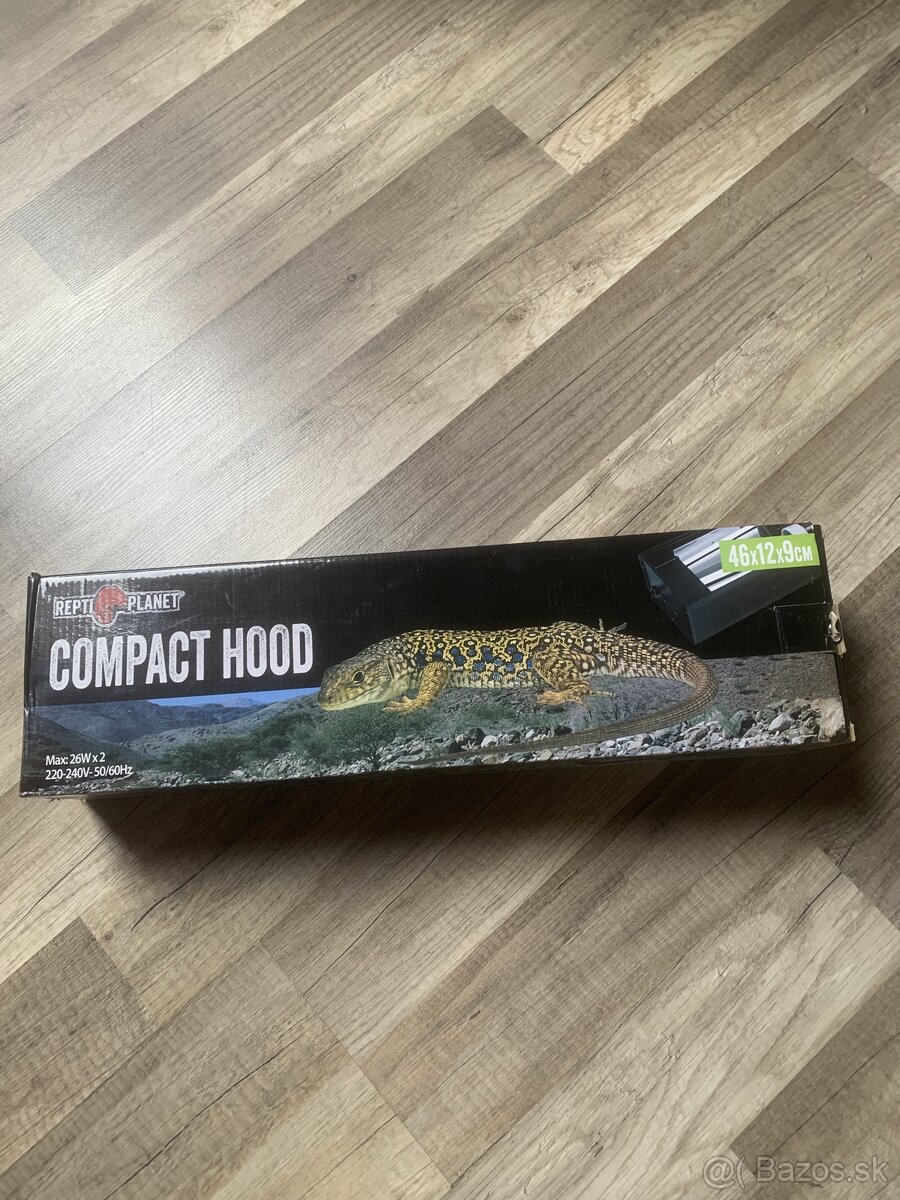 REPTI PLANET®
COMPACT HOOD
46x12x9CM
Max: 26W x 2
220-240V- 50/60Hz
@( Bazos.sk